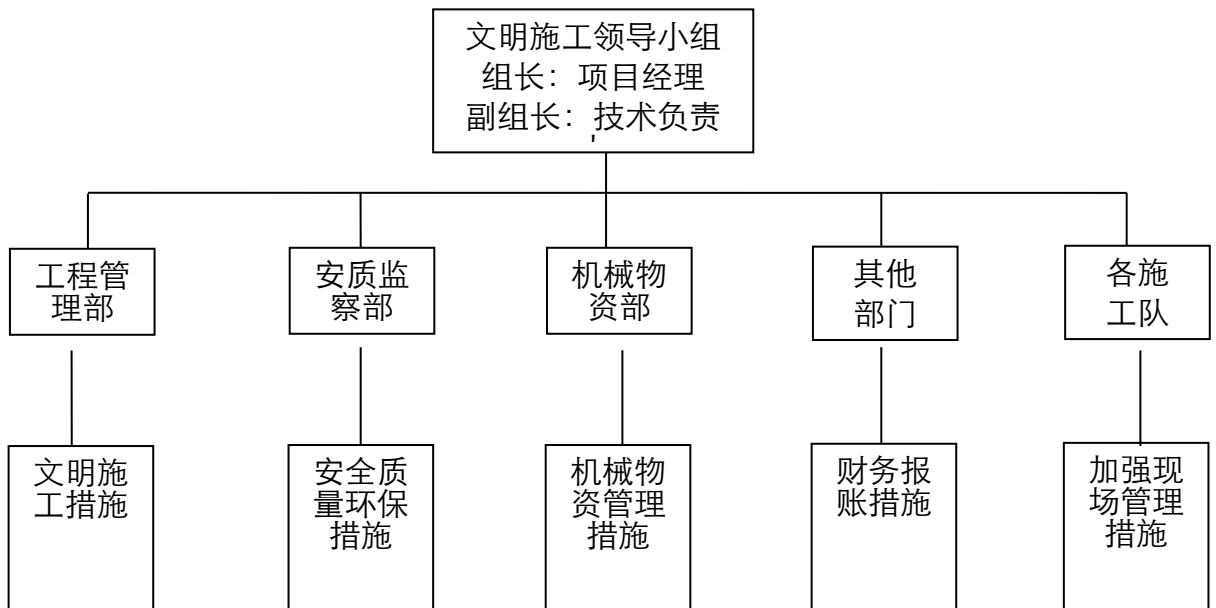 文明施工领导小组
组长：项目经理
副组长：技术负责
工程管
理部
安质监
察部
机械物
资部
其他
部门
各施
工队
文明施
工措施
安全质
量环保
措施
机械物
资管理
措施
财务报
账措施
加强现
场管理
措施